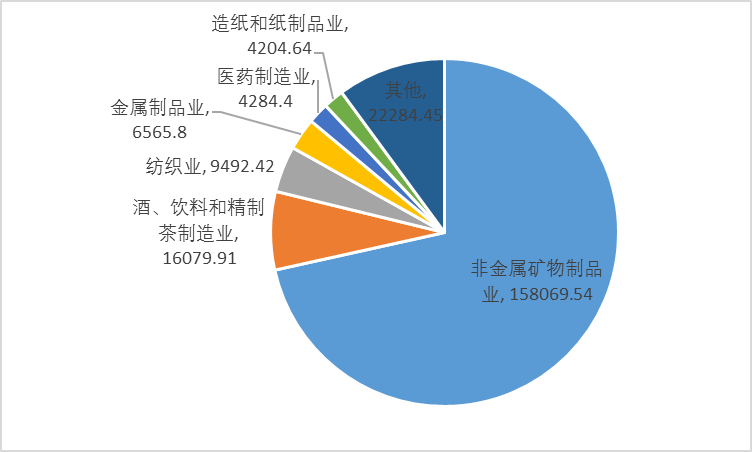 造纸和纸制品业,
4204.64
医药制造业,
4284.4
金属制品业,
6565.8
纺织业, 9492.42
酒、饮料和精制
茶制造业,
16079.91
其他,
22284.45
非金属矿物制品
业, 158069.54